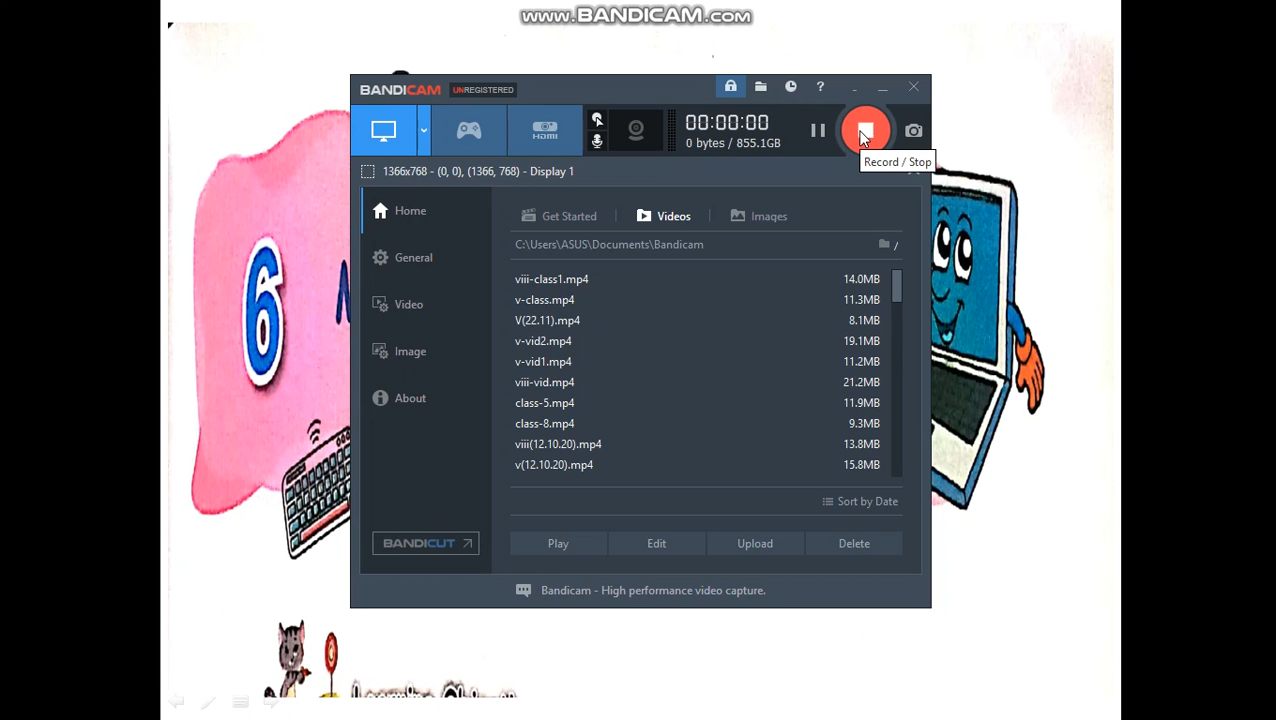 www.BANDICAM.com
BANDICAM UNREGISTERED
?
HDMI
00:00:00
0 bytes / 855.1GB
Record / Stop
1366x768 - (0, 0), (1366, 768) - Display 1
Home
General
Video
Image
About
BANDICUT
Get Started
Videos
Images
C:\Users\ASUS\Documents\Bandicam
/
viii-class1.mp4 14.0MB
v-class.mp4 11.3MB
V(22.11).mp4 8.1MB
v-vid2.mp4 19.1MB
v-vid1.mp4 11.2MB
viii-vid.mp4 21.2MB
class-5.mp4 11.9MB
class-8.mp4 9.3MB
viii(12.10.20).mp4 13.8MB
v(12.10.20).mp4 15.8MB
Sort by Date
Play Edit Upload Delete
Bandicam - High performance video capture.
6